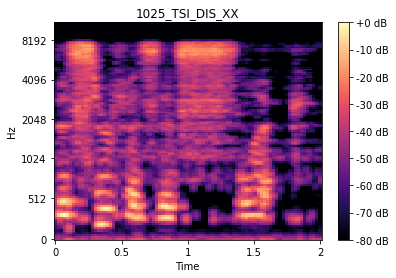 1025_TSI_DIS_XX
+0 dB
8192
-10 dB
4096
-20 dB
-30 dB
2048
Hz
-40 dB
1024
-50 dB
512
-60 dB
-70 dB
0
-80 dB
0
0.5
1
1.5
2
Time